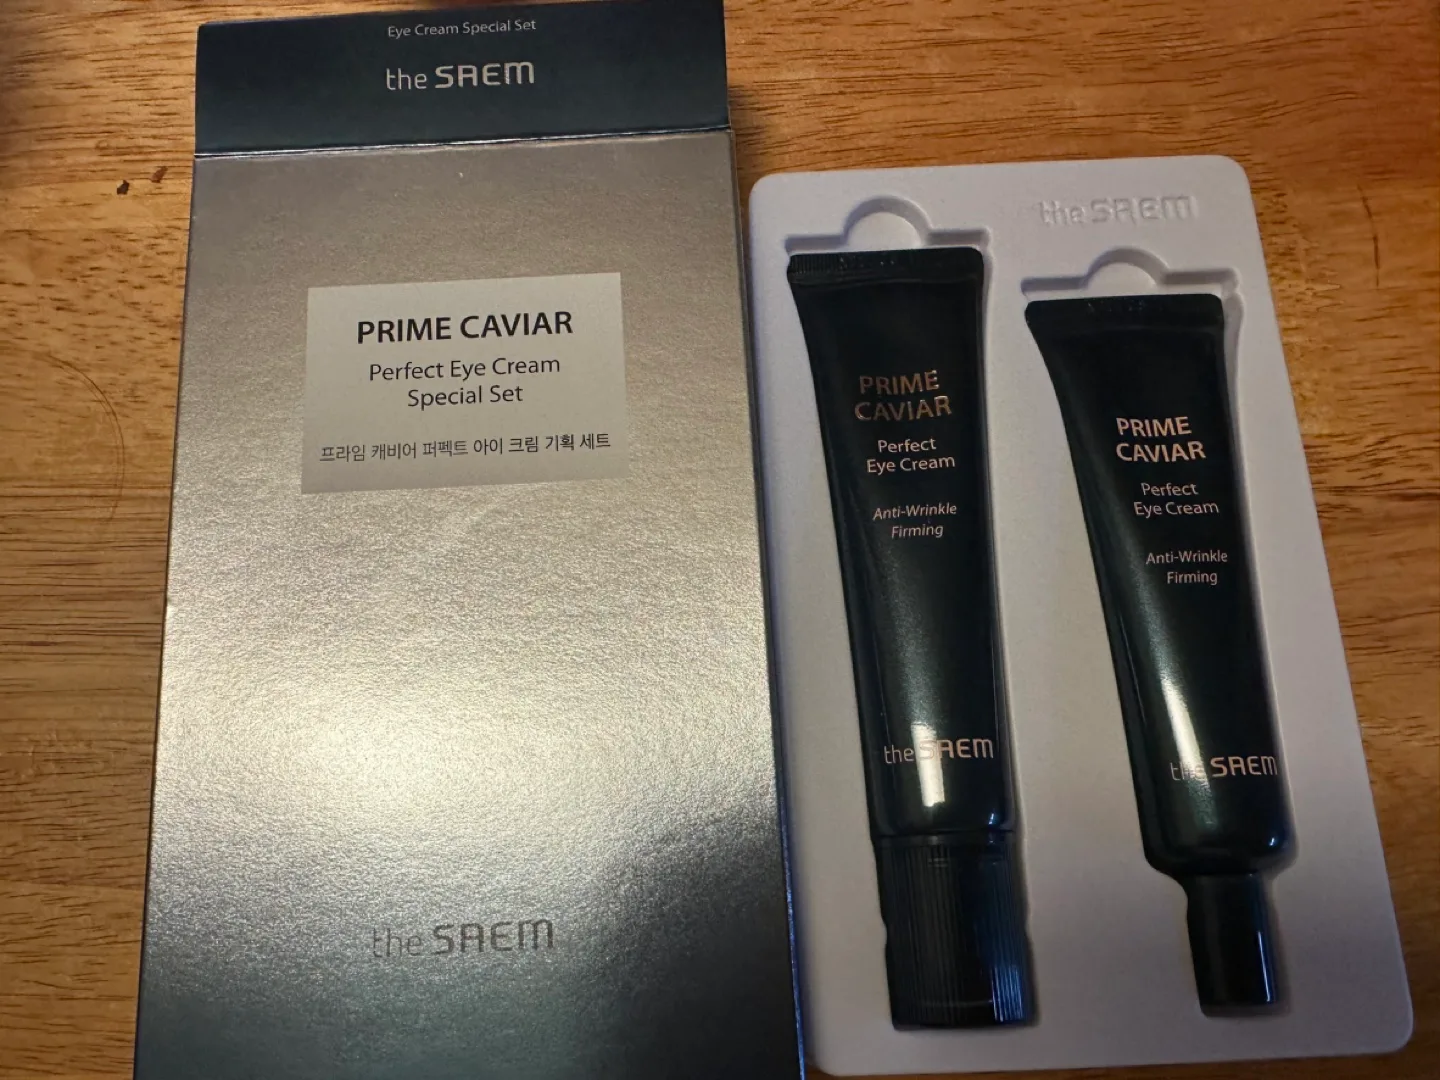 Eye Cream Special Set
the SAEM
PRIME CAVIAR
Perfect Eye Cream
Special Set
프라임 캐비어 퍼펙트 아이 크림 기획 세트
the SAEM
the SAEM
PRIME
CAVIAR
Perfect
Eye Cream
Anti-Wrinkle
Firming
the SAEM
PRIME
CAVIAR
Perfect
Eye Cream
Anti-Wrinkle
Firming
the SAEM